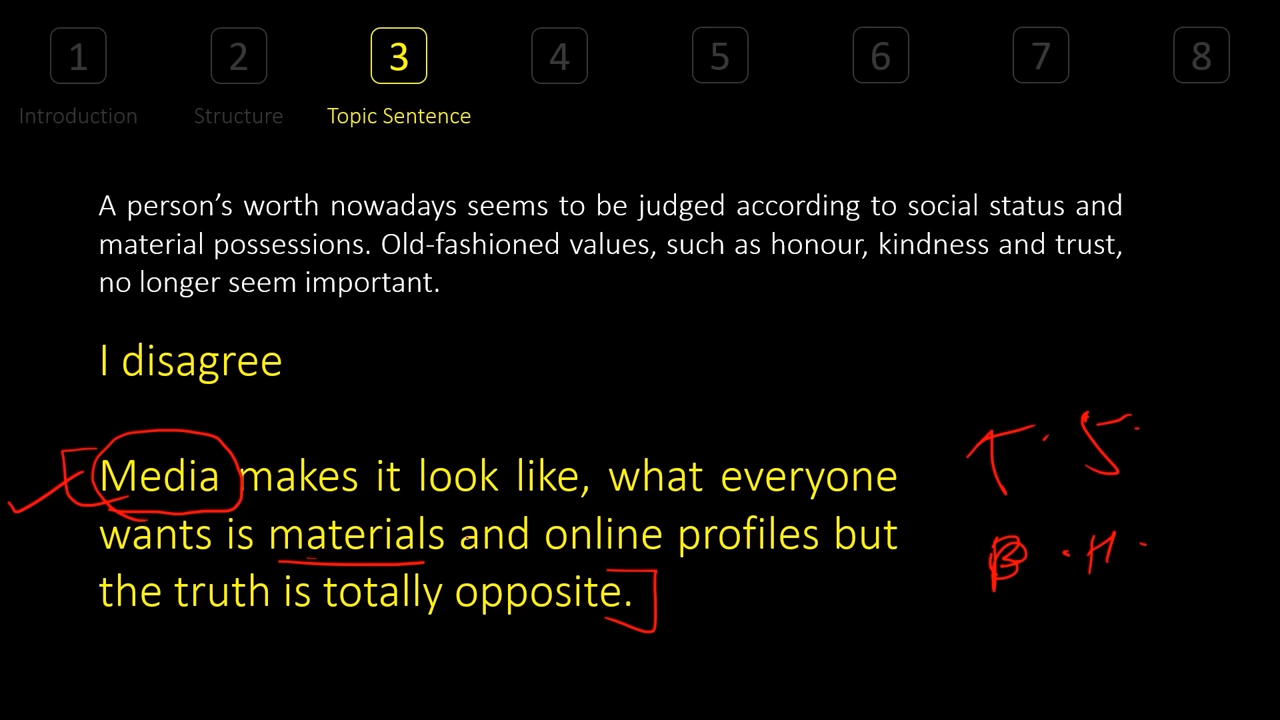 1 2 3 4 5 6 7 8
Introduction Structure Topic Sentence
A person’s worth nowadays seems to be judged according to social status and
material possessions. Old-fashioned values, such as honour, kindness and trust,
no longer seem important.
I disagree
Media makes it look like, what everyone
wants is materials and online profiles but
the truth is totally opposite.
T. S.
B. H.